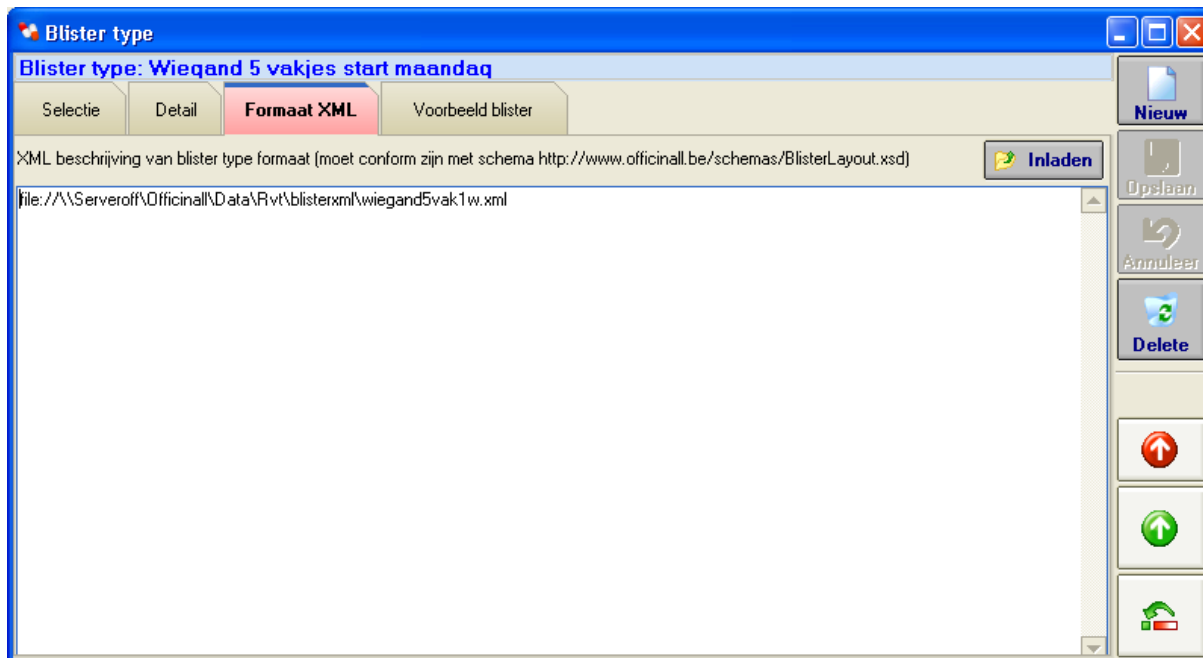 Blister type
Blister type: Wiegand 5 vakjes start maandag
Selectie Detail Formaat XML Voorbeeld blister
XML beschrijving van blister type formaat (moet conform zijn met schema http://www.officinall.be/schemas/BlisterLayout.xsd)
Inladen
file://\\Serveroff\Officinall\Data\Rvt\blisterxml\wiegand5vak1w.xml
Nieuw
Opslaan
Annuleer
Delete